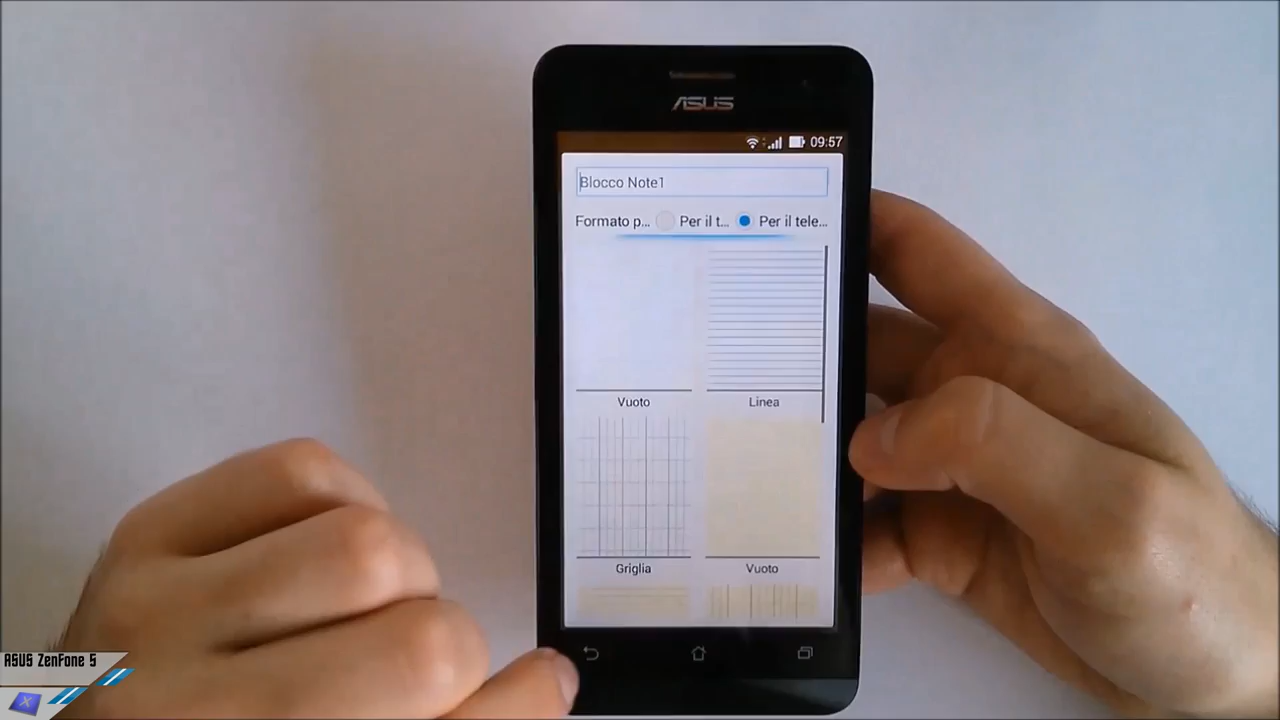 ASUS
09:57
Blocco Note1
Formato p... Per il t... Per il tele...
Vuoto
Linea
Griglia
Vuoto
ASUS ZenFone 5
X